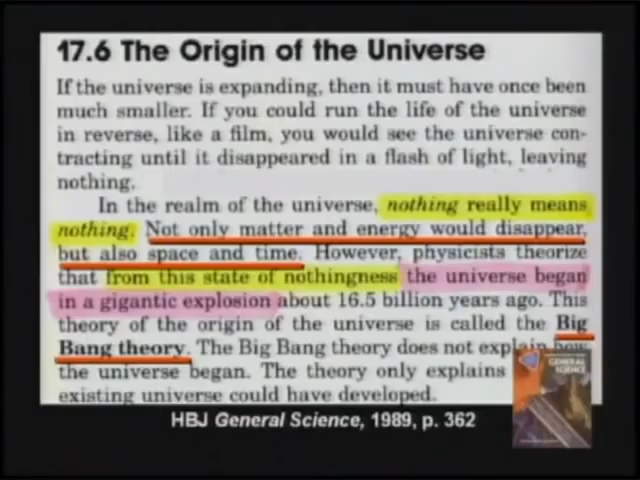 17.6 The Origin of the Universe
If the universe is expanding, then it must have once been
much smaller. If you could run the life of the universe
in reverse, like a film, you would see the universe con-
tracting until it disappeared in a flash of light, leaving
nothing.
In the realm of the universe, nothing really means
nothing. Not only matter and energy would disappear,
but also space and time. However, physicists theorize
that from this state of nothingness the universe began
in a gigantic explosion about 16.5 billion years ago. This
theory of the origin of the universe is called the Big
Bang theory. The Big Bang theory does not explain how
the universe began. The theory only explains
existing universe could have developed.
GENERAL
SCIENCE
HBJ General Science, 1989, p. 362